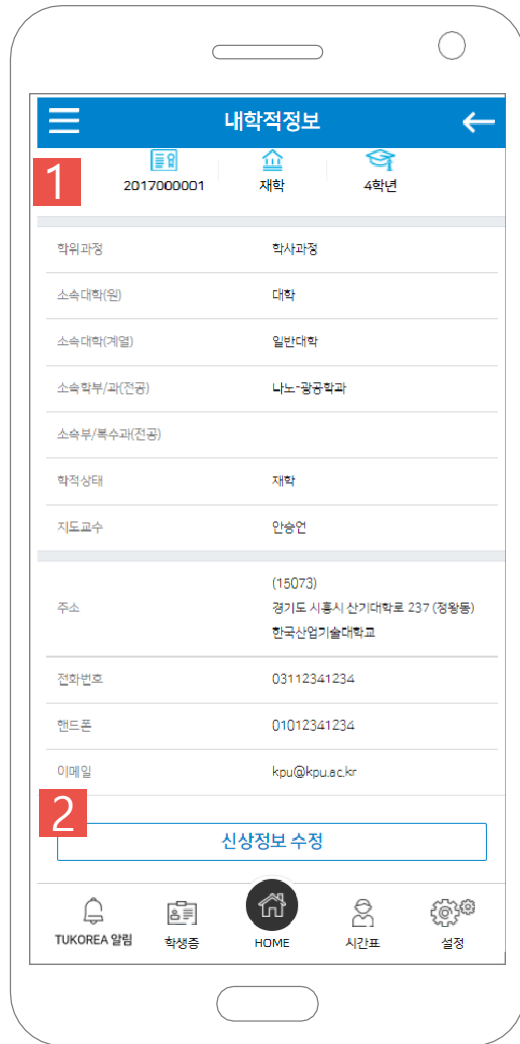 내학적정보
1
2017000001 재학 4학년
학위과정 학사과정
소속대학(원) 대학
소속대학(계열) 일반대학
소속학부/과(전공) 나노-광공학과
소속부/복수과(전공)
학적상태 재학
지도교수 안승언
(15073)
주소 경기도 시흥시 산기대학로 237 (정왕동)
한국산업기술대학교
전화번호 03112341234
핸드폰 01012341234
이메일 kpu@kpu.ac.kr
2
신상정보 수정
TUKOREA 알림 학생증 HOME 시간표 설정